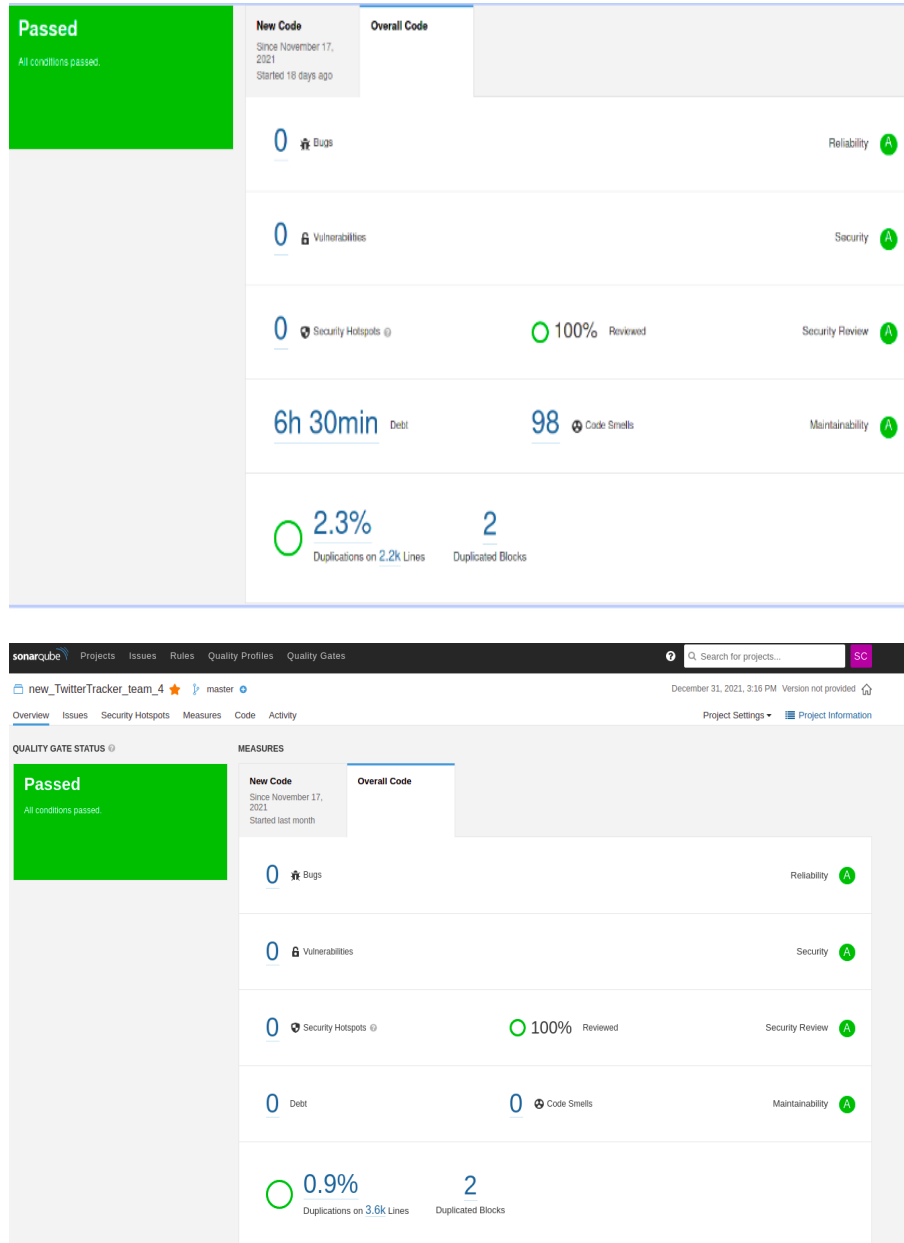 Passed
All conditions passed.
New Code
Since November 17,
2021
Started 18 days ago
Overall Code
0 Bugs
Reliability A
0 Vulnerabilities
Security A
0 Security Hotspots ?
100% Reviewed
Security Review A
6h 30min Debt
98 Code Smells
Maintainability A
2.3%
Duplications on 2.2k Lines
2
Duplicated Blocks
sonarqube Projects Issues Rules Quality Profiles Quality Gates ? Search for projects... SC
new_TwitterTracker_team_4 master December 31, 2021, 3:16 PM Version not provided
Overview Issues Security Hotspots Measures Code Activity Project Settings Project Information
QUALITY GATE STATUS ?
MEASURES
Passed
All conditions passed.
New Code
Since November 17,
2021
Started last month
Overall Code
0 Bugs
Reliability A
0 Vulnerabilities
Security A
0 Security Hotspots ?
100% Reviewed
Security Review A
0 Debt
0 Code Smells
Maintainability A
0.9%
Duplications on 3.6k Lines
2
Duplicated Blocks